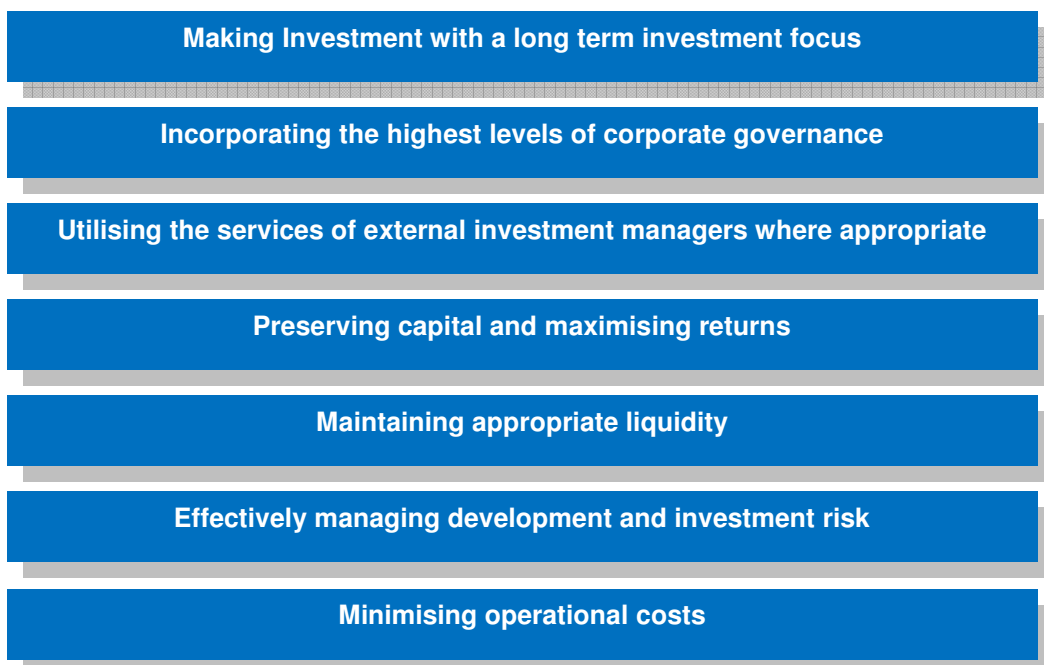 Making Investment with a long term investment focus
Incorporating the highest levels of corporate governance
Utilising the services of external investment managers where appropriate
Preserving capital and maximising returns
Maintaining appropriate liquidity
Effectively managing development and investment risk
Minimising operational costs